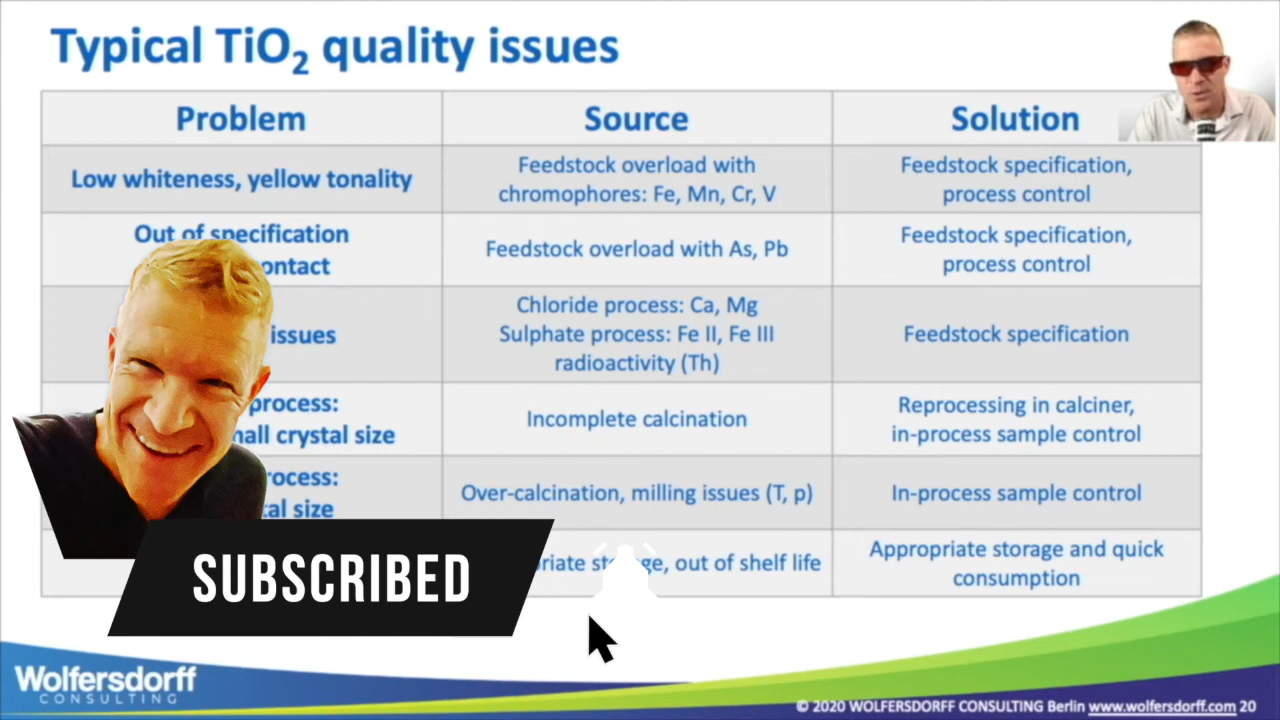 Typical TiO2 quality issues
Problem
Source
Solution
Low whiteness, yellow tonality
Feedstock overload with
chromophores: Fe, Mn, Cr, V
Feedstock specification,
process control
Out of specification
ontact
Feedstock overload with As, Pb
Feedstock specification,
process control
issues
Chloride process: Ca, Mg
Sulphate process: Fe II, Fe III
radioactivity (Th)
Feedstock specification
process:
all crystal size
Incomplete calcination
Reprocessing in calciner,
in-process sample control
ocess:
tal size
Over-calcination, milling issues (T, p)
In-process sample control
riate storage, out of shelf life
Appropriate storage and quick
consumption
SUBSCRIBED
Wolfersdorff
CONSULTING
© 2020 WOLFERSDORFF CONSULTING Berlin www.wolfersdorff.com 20